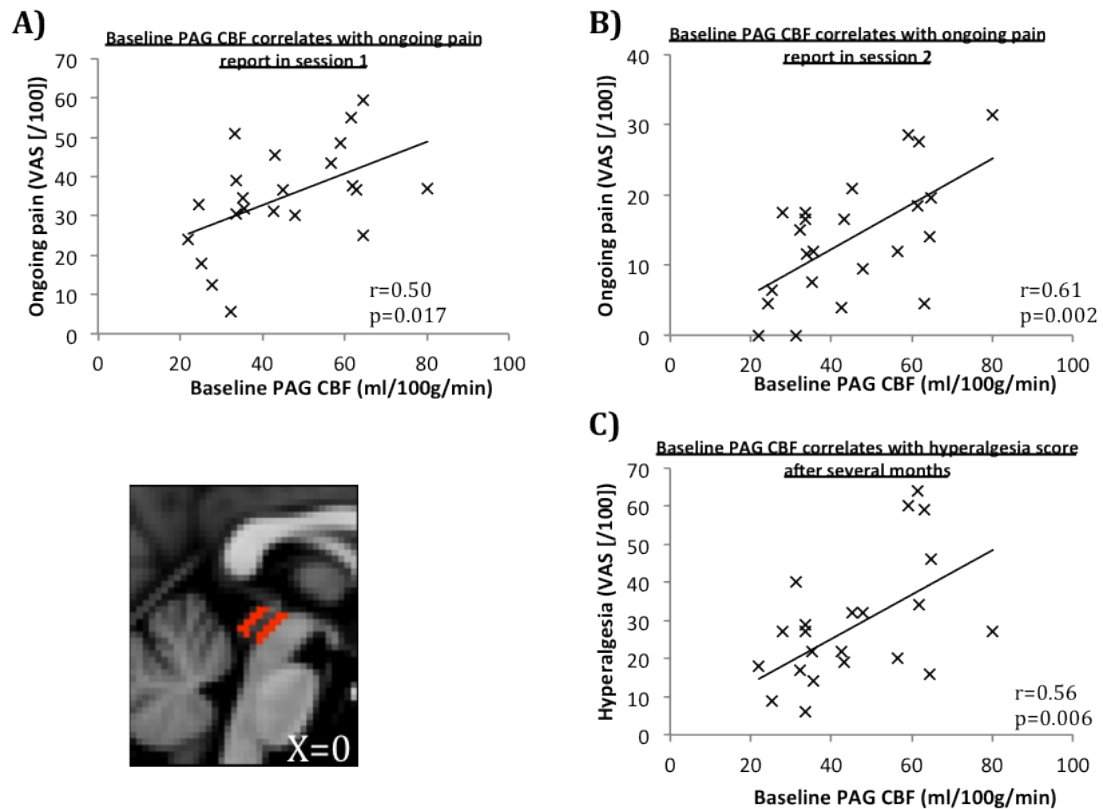 A)
Baseline PAG CBF correlates with ongoing pain
report in session 1
70
60
50
40
30
20
10
0
Ongoing pain (VAS [/100])
0 20 40 60 80 100
Baseline PAG CBF (ml/100g/min)
r=0.50
p=0.017
B)
Baseline PAG CBF correlates with ongoing pain
report in session 2
40
30
20
10
0
Ongoing pain (VAS [/100])
0 20 40 60 80 100
Baseline PAG CBF (ml/100g/min)
r=0.61
p=0.002
X=0
C)
Baseline PAG CBF correlates with hyperalgesia score
after several months
70
60
50
40
30
20
10
0
Hyperalgesia (VAS [/100])
0 20 40 60 80 100
Baseline PAG CBF (ml/100g/min)
r=0.56
p=0.006